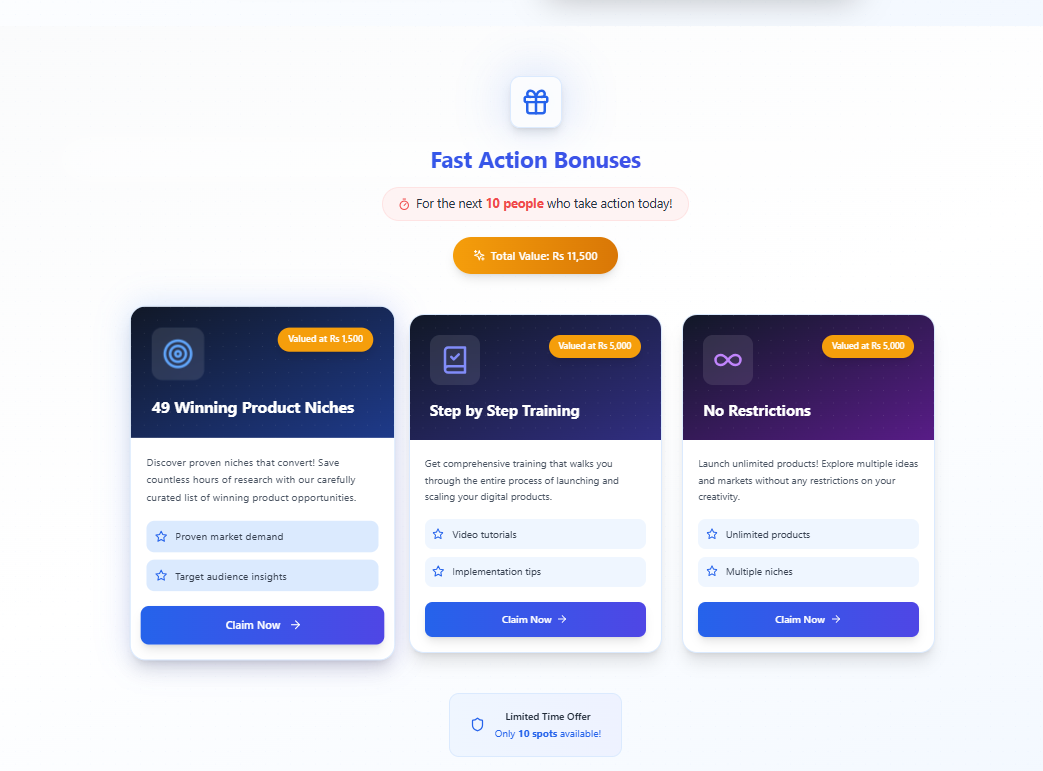 Fast Action Bonuses
For the next 10 people who take action today!
Total Value: Rs 11,500
Valued at Rs 1,500
49 Winning Product Niches
Discover proven niches that convert! Save
countless hours of research with our carefully
curated list of winning product opportunities.
Proven market demand
Target audience insights
Claim Now
Valued at Rs 5,000
Step by Step Training
Get comprehensive training that walks you
through the entire process of launching and
scaling your digital products.
Video tutorials
Implementation tips
Claim Now
Valued at Rs 5,000
No Restrictions
Launch unlimited products! Explore multiple ideas
and markets without any restrictions on your
creativity.
Unlimited products
Multiple niches
Claim Now
Limited Time Offer
Only 10 spots available!